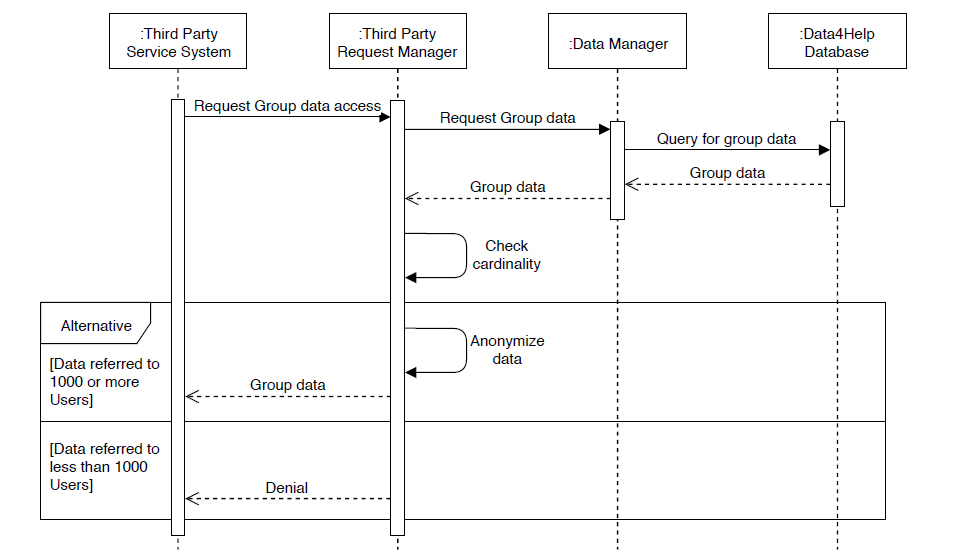 :Third Party
Service System
:Third Party
Request Manager
:Data Manager
:Data4Help
Database
Request Group data access
Request Group data
Query for group data
Group data
Group data
Check
cardinality
Alternative
Anonymize
data
[Data referred to
1000 or more
Users]
Group data
[Data referred to
less than 1000
Users]
Denial